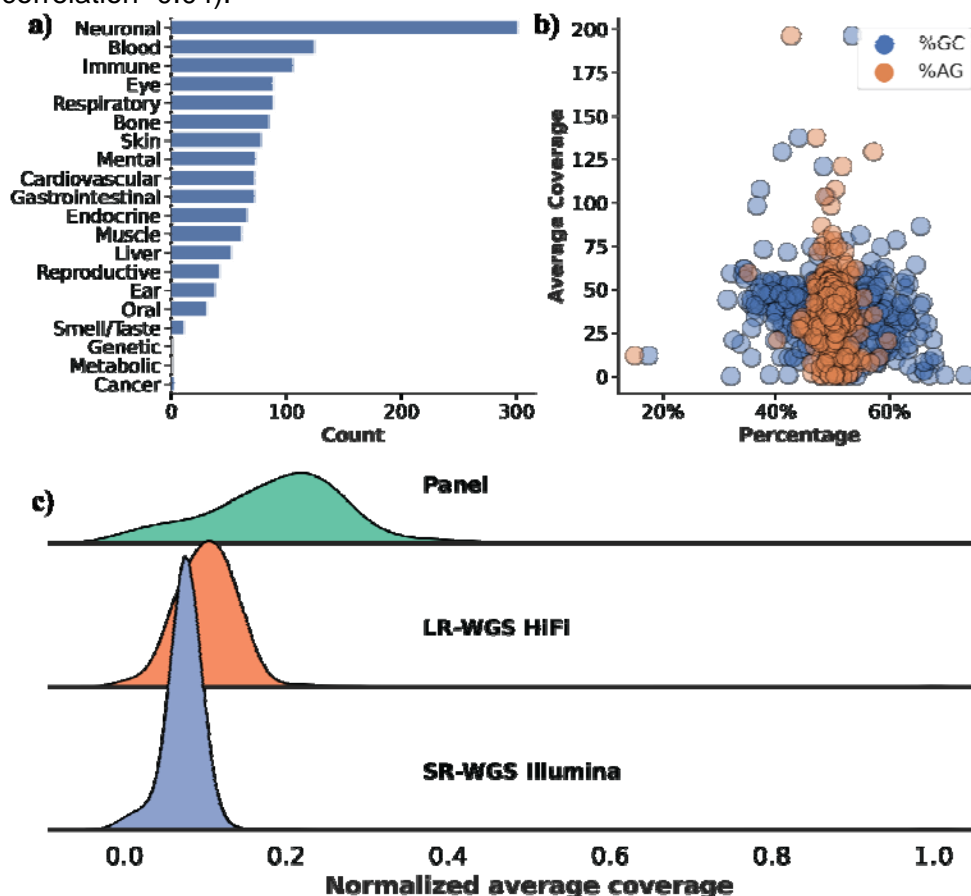 a)
Neuronal
Blood
Immune
Eye
Respiratory
Bone
Skin
Mental
Cardiovascular
Gastrointestinal
Endocrine
Muscle
Liver
Reproductive
Ear
Oral
Smell/Taste
Genetic
Metabolic
Cancer
0 100 200 300
Count
b)
%GC
%AG
200
175
150
125
100
75
50
25
0
Average Coverage
20% 40% 60%
Percentage
c)
Panel
LR-WGS HiFi
SR-WGS Illumina
0.0 0.2 0.4 0.6 0.8 1.0
Normalized average coverage